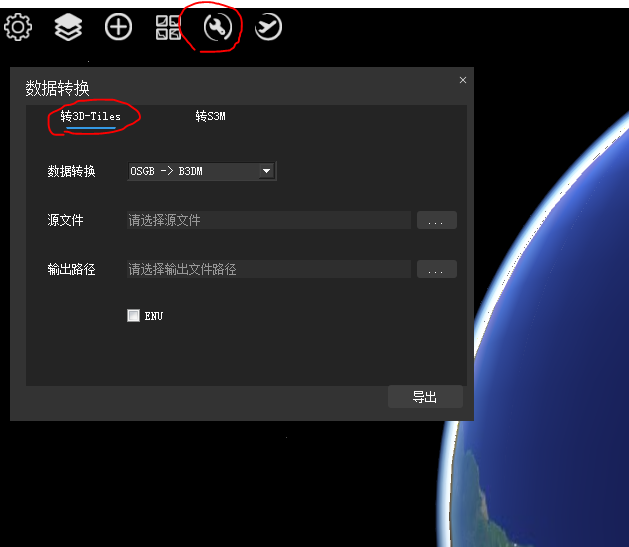 数据转换
×
转3D-Tiles 转S3M
数据转换 OSGB -> B3DM
源文件 请选择源文件 ...
输出路径 请选择输出文件路径 ...
ENU
导出